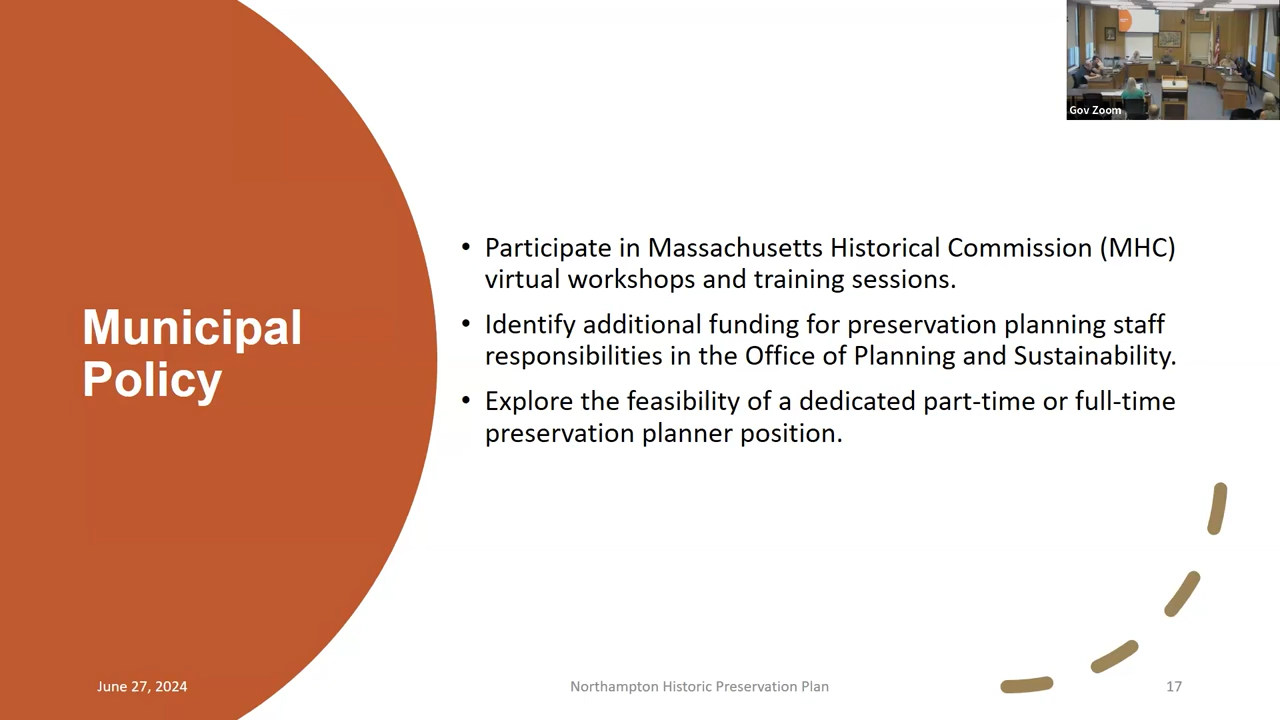 Gov Zoom
Municipal
Policy
• Participate in Massachusetts Historical Commission (MHC)
virtual workshops and training sessions.
• Identify additional funding for preservation planning staff
responsibilities in the Office of Planning and Sustainability.
• Explore the feasibility of a dedicated part-time or full-time
preservation planner position.
June 27, 2024
Northampton Historic Preservation Plan
17